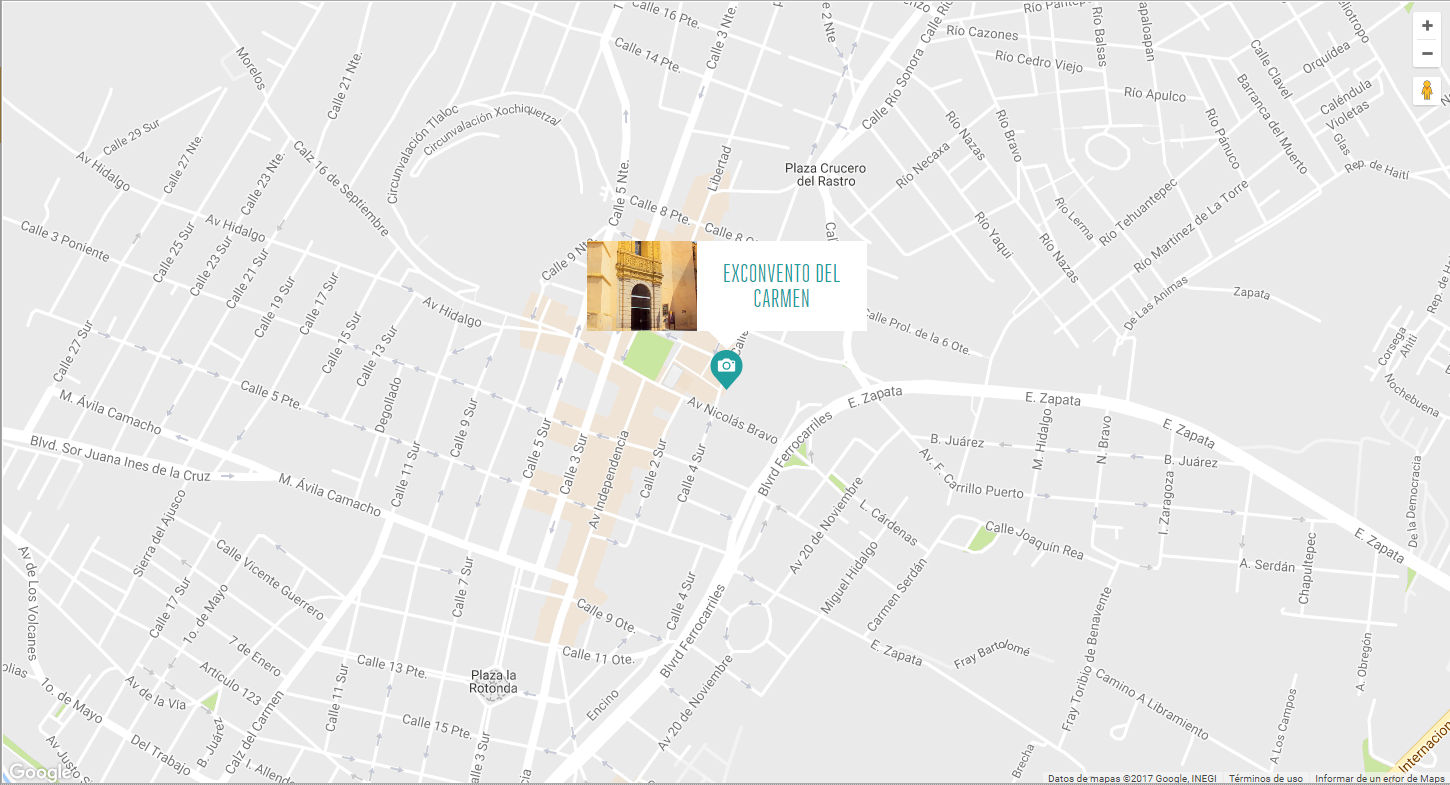 Calle 16 Pte.
Calle 3 Nte.
Calle 2 Nte
Calle Río Sonora
Río Cazones
Río Balsas
Papaloapan
Heliotropo
Calle 14 Pte.
Río Cedro Viejo
Calle Clavel
Orquídea
Morelos
Calle 21 Nte.
Río Apulco
Barranca del Muerto
Caléndula
Violetas
Glas
Circunvalación Tlaloc
Circunvalación Xochiquetzal
Calle 29 Sur
Calle 27 Nte.
Av Hidalgo
Calle 23 Nte.
Calz 16 de Septiembre
Calle 5 Nte.
Libertad
Plaza Crucero
del Rastro
Río Necaxa
Río Nazas
Río Bravo
Río Pánuco
Rep. de Haití
Calle 3 Poniente
Av Hidalgo
Calle 8 Pte.
Río Yaqui
Río Lerma
Río Tehuantepec
Río Martínez de La Torre
Río Nazas
Calle 25 Sur
Calle 23 Sur
Calle 21 Sur
Calle 19 Sur
Calle 17 Sur
Calle 9 Nte
EXCONVENTO DEL
CARMEN
De Las Animas
Zapata
Calle Prol. de la 6 Ote.
Corsega
Ahiti
Nochebuena
Calle 27 Sur
Calle 15 Sur
Calle 13 Sur
Av Hidalgo
Calle 5 Pte.
Degollado
Calle 9 Sur
Calle 11 Sur
M. Ávila Camacho
Blvd. Sor Juana Ines de la Cruz
M. Ávila Camacho
Calle 5 Sur
Calle 3 Sur
Av Independencia
Calle 2 Sur
Calle 4 Sur
Av Nicolás Bravo
Blvrd Ferrocarriles
E. Zapata
E. Zapata
E. Zapata
B. Juárez
M. Hidalgo
N. Bravo
B. Juárez
Av. F. Carrillo Puerto
I. Zaragoza
De la Democracia
E. Zapata
Av 20 de Noviembre
L. Cárdenas
Calle Joaquín Rea
A. Serdán
Chapultepec
Miguel Hidalgo
Carmen Serdán
Av de Los Volcanes
Sierra del Ajusco
Calle Vicente Guerrero
Calle 17 Sur
1o. de Mayo
Calle 7 Sur
Calle 9 Ote.
Calle 4 Sur
Blvrd Ferrocarriles
Calle 11 Ote.
E. Zapata
Fray Bartolomé
Fray Toribio de Benavente
Camino A Libramiento
A. Obregón
A Los Campos
7 de Enero
Artículo 123
Av de la Vía
1o. de Mayo
Calle 13 Pte.
Calle 11 Sur
Plaza la
Rotonda
Encino
Av 20 de Noviembre
Calle 15 Pte.
Calle 3 Sur
Calz del Carmen
B. Juárez
Del Trabajo
I. Allende
Av Justo
Brecha
Internacion
Google
Datos de mapas ©2017 Google, INEGI
Términos de uso
Informar de un error de Maps